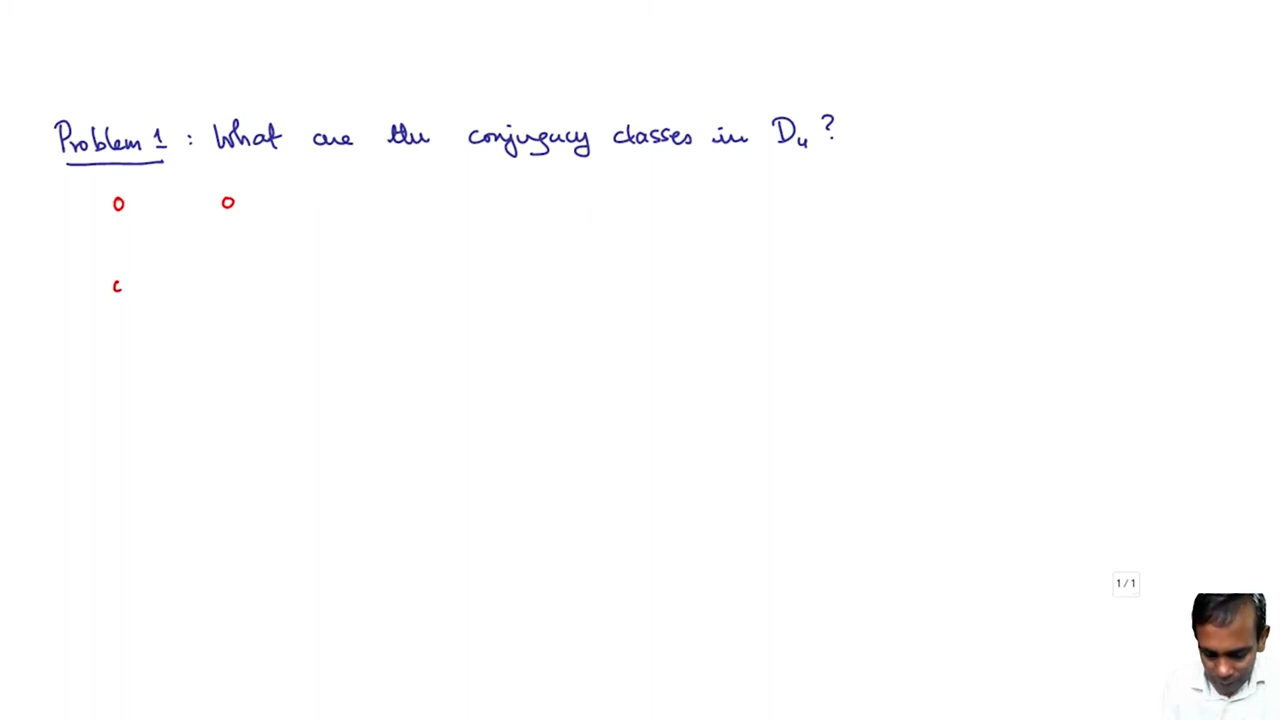 Problem 1 : What are the conjugacy classes in D₄ ?
1 / 1